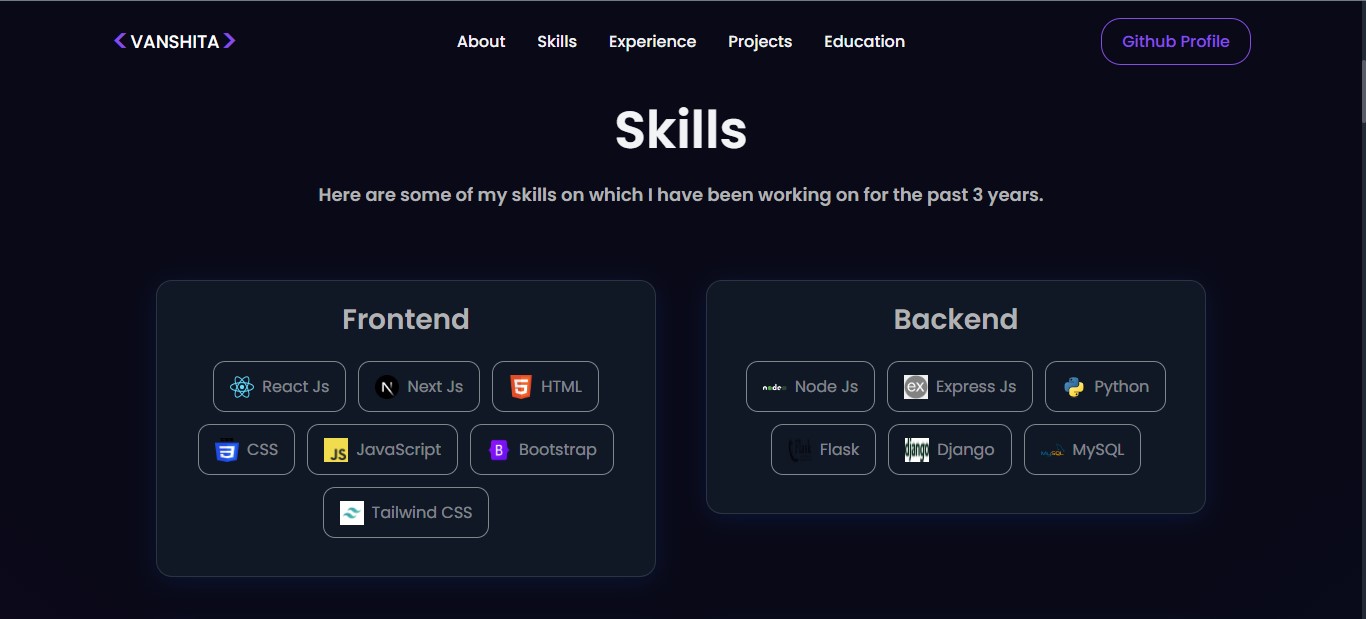 <VANSHITA> About Skills Experience Projects Education Github Profile
Skills
Here are some of my skills on which I have been working on for the past 3 years.
Frontend
React Js Next Js HTML
CSS JavaScript Bootstrap
Tailwind CSS
Backend
Node Js Express Js Python
Flask Django MySQL